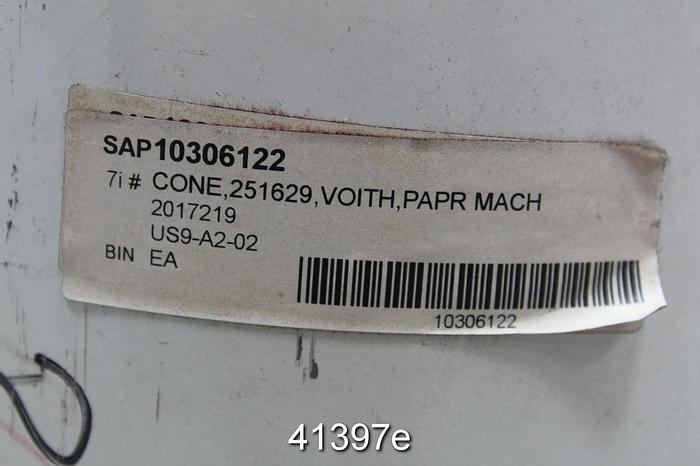 SAP10306122
7i # CONE,251629,VOITH,PAPR MACH
2017219
US9-A2-02
BIN EA
10306122
41397e